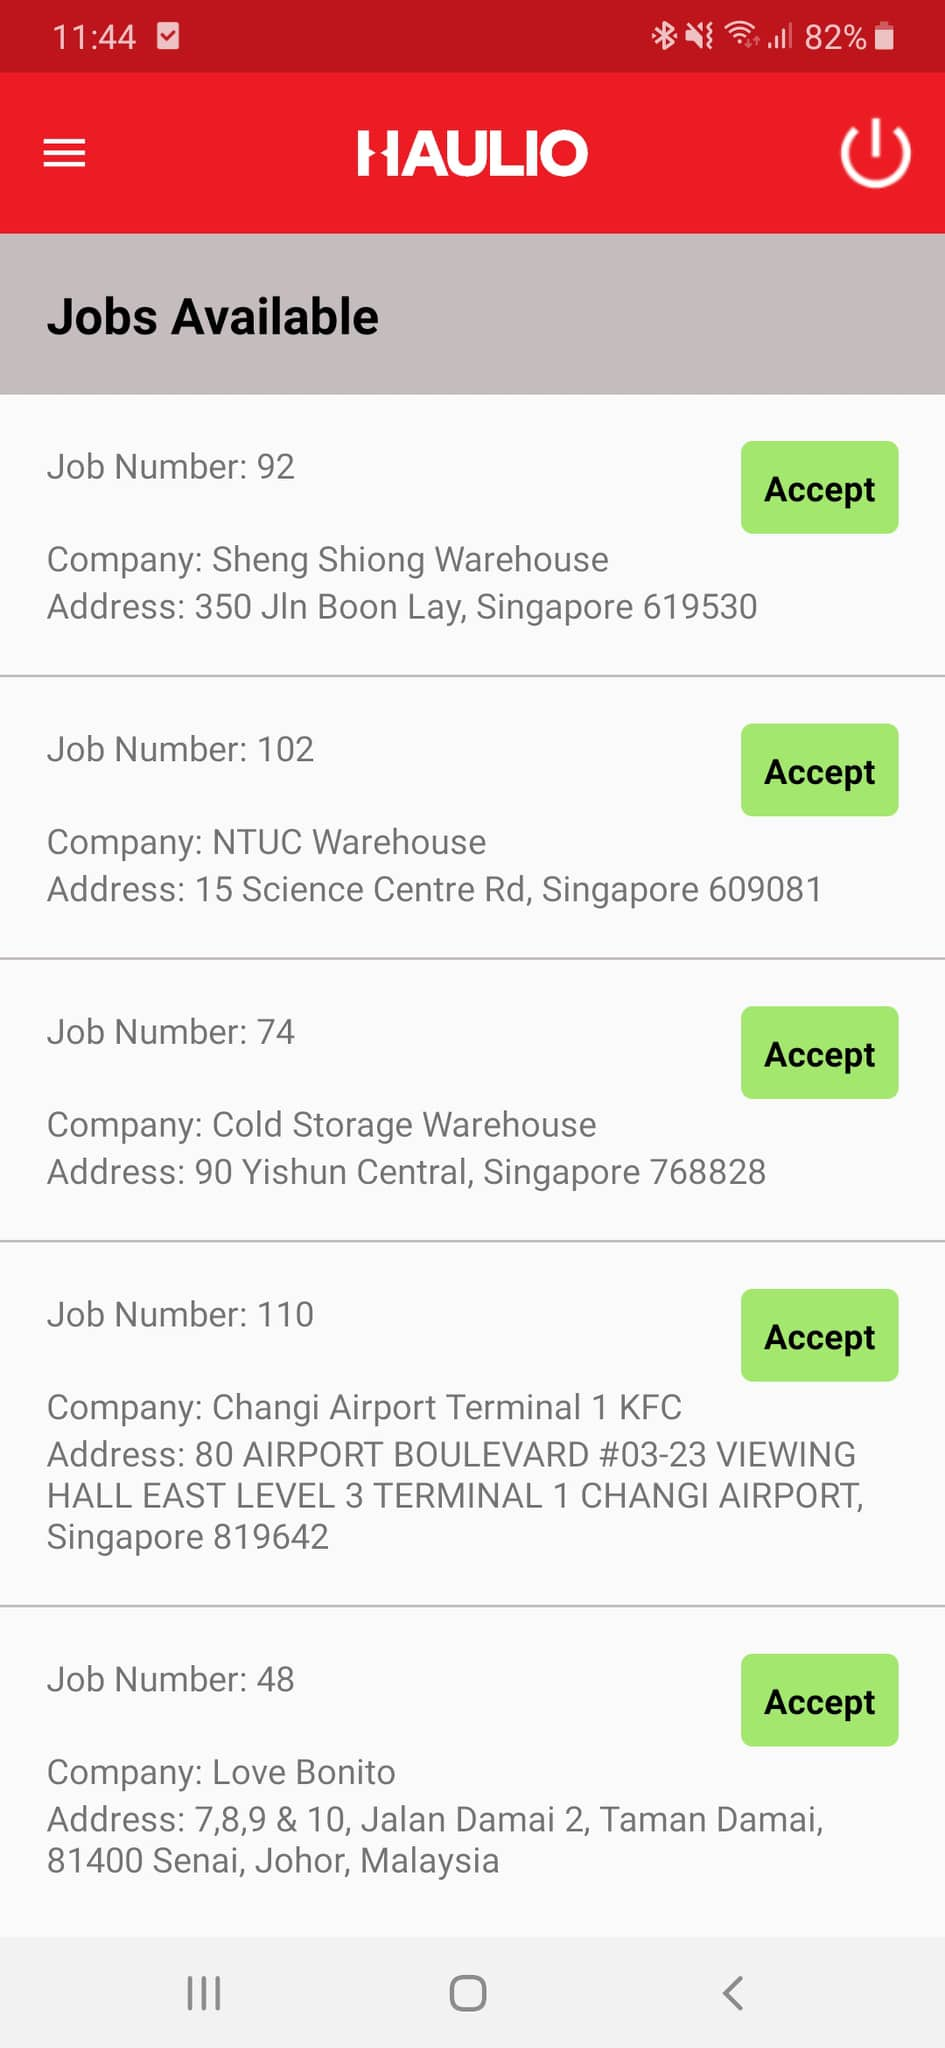 11:44
82%
HAULIO
Jobs Available
Job Number: 92
Accept
Company: Sheng Shiong Warehouse
Address: 350 Jln Boon Lay, Singapore 619530
Job Number: 102
Accept
Company: NTUC Warehouse
Address: 15 Science Centre Rd, Singapore 609081
Job Number: 74
Accept
Company: Cold Storage Warehouse
Address: 90 Yishun Central, Singapore 768828
Job Number: 110
Accept
Company: Changi Airport Terminal 1 KFC
Address: 80 AIRPORT BOULEVARD #03-23 VIEWING
HALL EAST LEVEL 3 TERMINAL 1 CHANGI AIRPORT,
Singapore 819642
Job Number: 48
Accept
Company: Love Bonito
Address: 7,8,9 & 10, Jalan Damai 2, Taman Damai,
81400 Senai, Johor, Malaysia